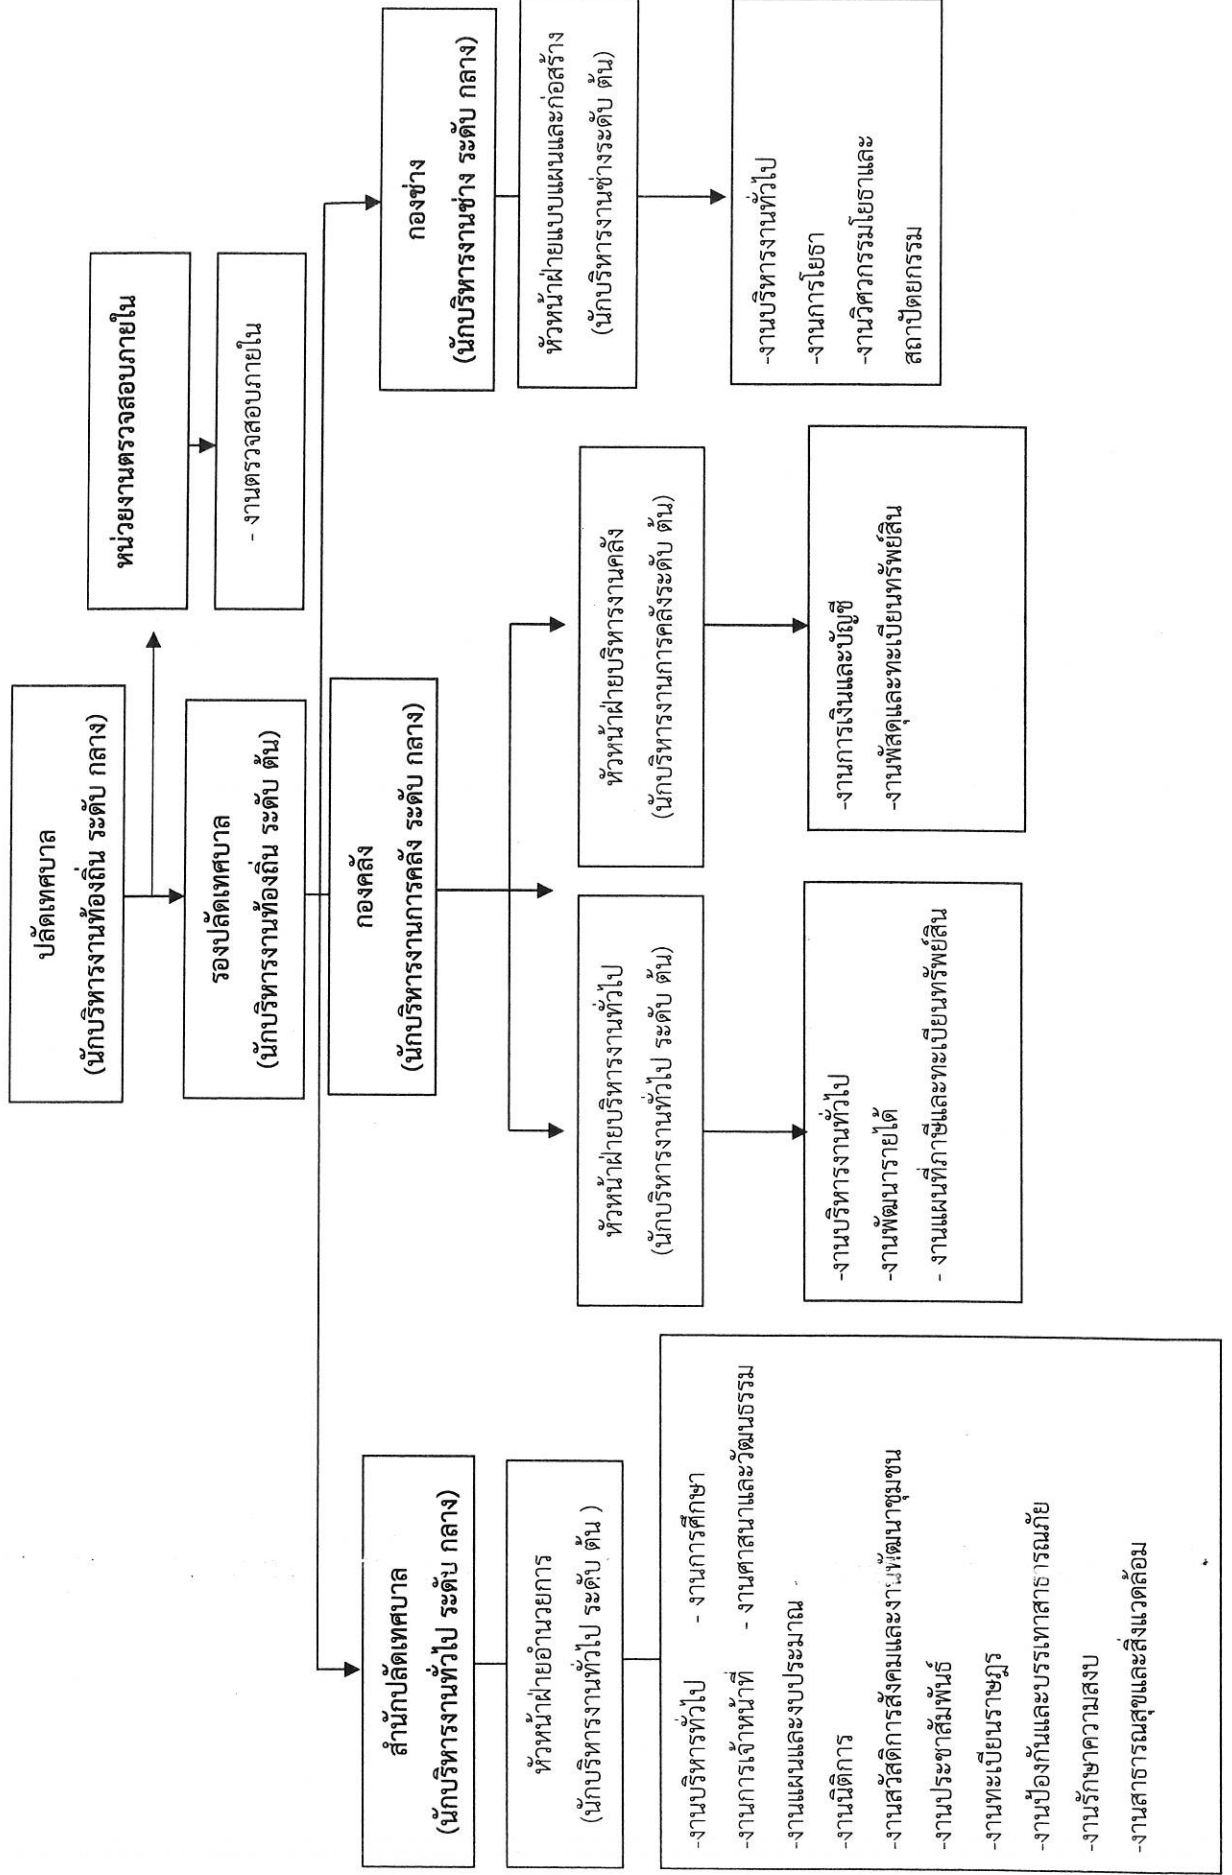 ปลัดเทศบาล
(นักบริหารงานท้องถิ่น ระดับ กลาง)
หน่วยงานตรวจสอบภายใน
- งานตรวจสอบภายใน
รองปลัดเทศบาล
(นักบริหารงานท้องถิ่น ระดับ ต้น)
สำนักปลัดเทศบาล
(นักบริหารงานทั่วไป ระดับ กลาง)
หัวหน้าฝ่ายอำนวยการ
(นักบริหารงานทั่วไป ระดับ ต้น )
-งานบริหารทั่วไป - งานการศึกษา
-งานการเจ้าหน้าที่ - งานศาสนาและวัฒนธรรม
-งานแผนและงบประมาณ
-งานนิติการ
-งานสวัสดิการสังคมและงานพัฒนาชุมชน
-งานประชาสัมพันธ์
-งานทะเบียนราษฎร
-งานป้องกันและบรรเทาสาธารณภัย
-งานรักษาความสงบ
-งานสาธารณสุขและสิ่งแวดล้อม
กองคลัง
(นักบริหารงานการคลัง ระดับ กลาง)
หัวหน้าฝ่ายบริหารงานทั่วไป
(นักบริหารงานทั่วไป ระดับ ต้น)
-งานบริหารงานทั่วไป
-งานพัฒนารายได้
- งานแผนที่ภาษีและทะเบียนทรัพย์สิน
หัวหน้าฝ่ายบริหารงานคลัง
(นักบริหารงานการคลังระดับ ต้น)
-งานการเงินและบัญชี
-งานพัสดุและทะเบียนทรัพย์สิน
กองช่าง
(นักบริหารงานช่าง ระดับ กลาง)
หัวหน้าฝ่ายแบบแผนและก่อสร้าง
(นักบริหารงานช่างระดับ ต้น)
-งานบริหารงานทั่วไป
-งานการโยธา
-งานวิศวกรรมโยธาและ
สถาปัตยกรรม